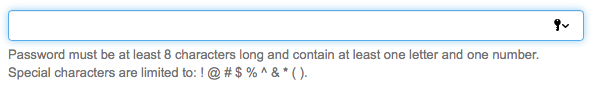 Password must be at least 8 characters long and contain at least one letter and one number.
Special characters are limited to: ! @ # $ % ^ & * ( ).